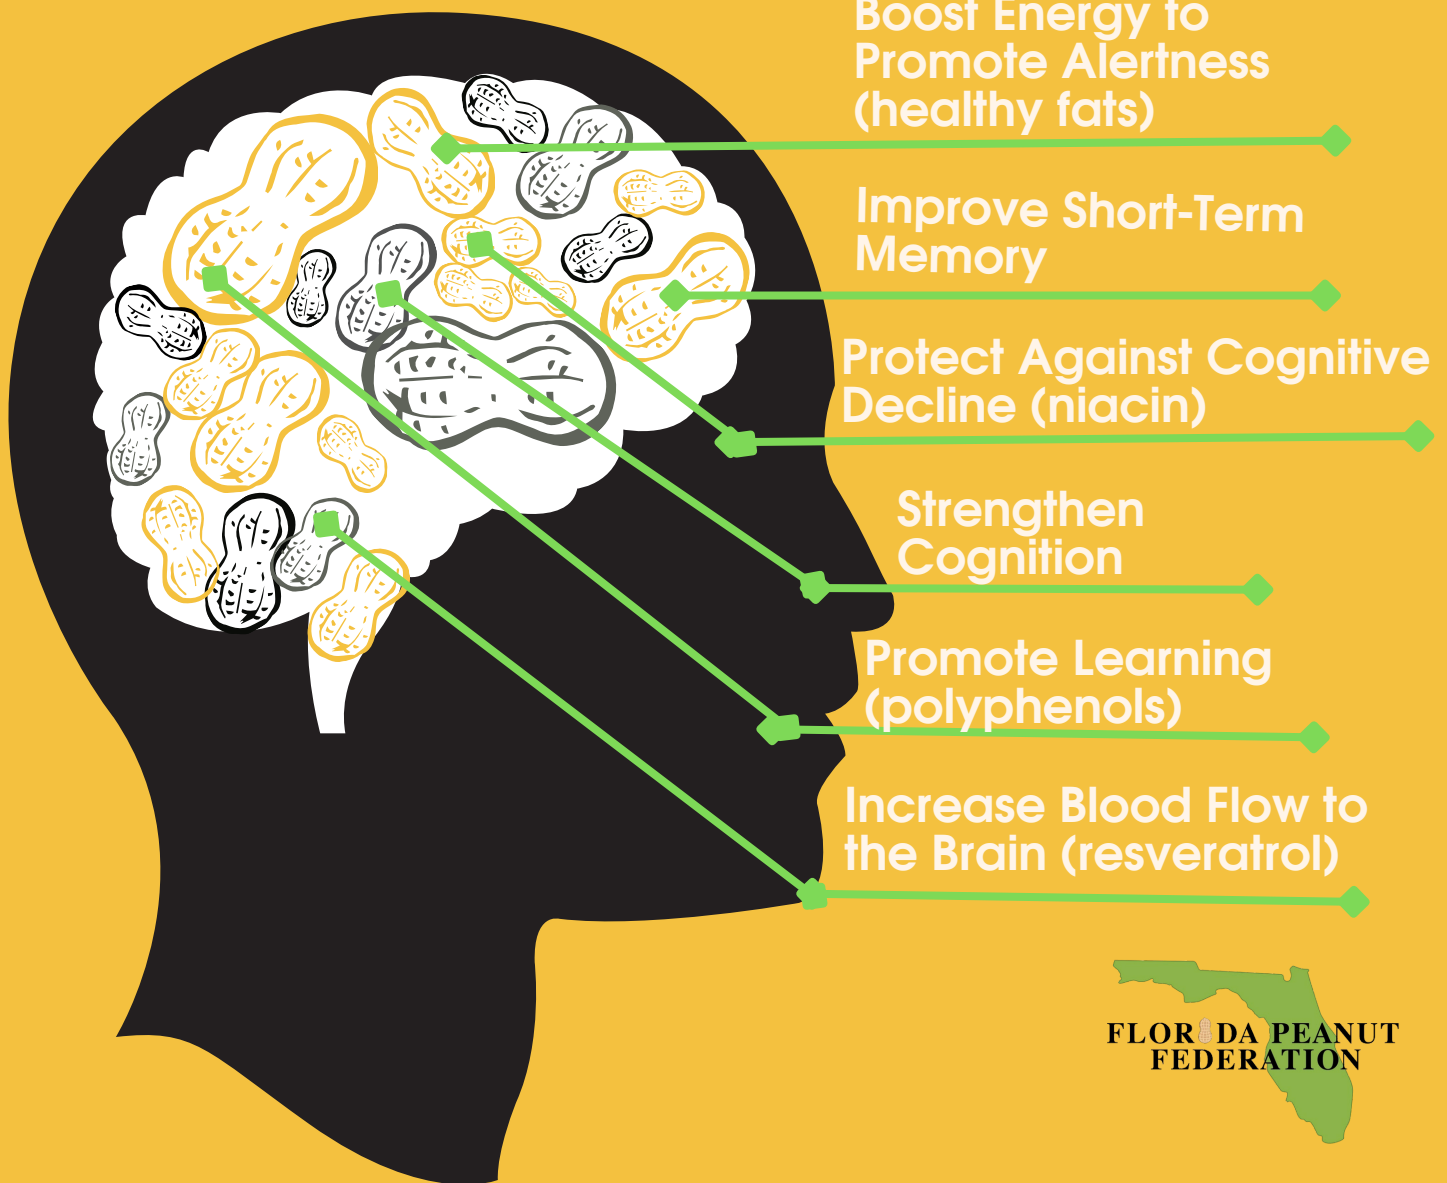 Boost Energy to
Promote Alertness
(healthy fats)
Improve Short-Term
Memory
Protect Against Cognitive
Decline (niacin)
Strengthen
Cognition
Promote Learning
(polyphenols)
Increase Blood Flow to
the Brain (resveratrol)
FLORIDA PEANUT
FEDERATION